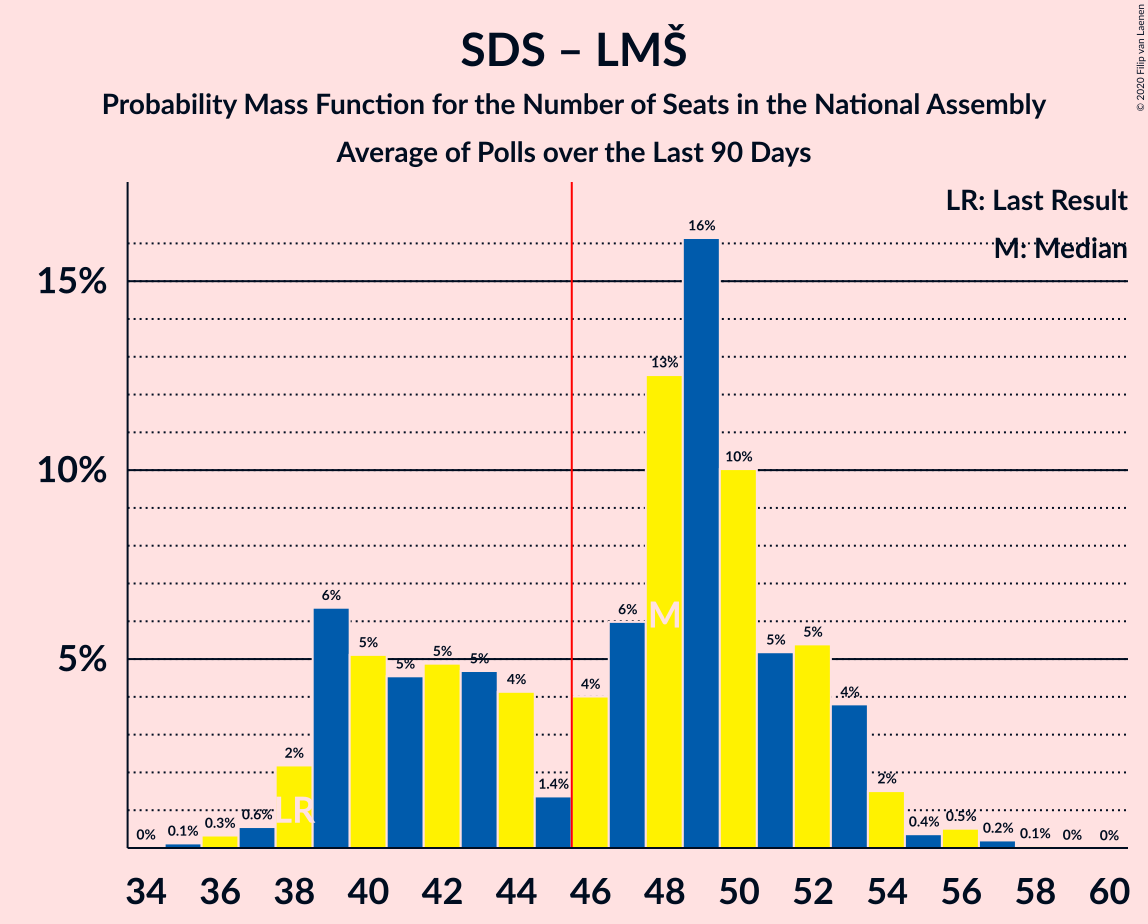 SDS – LMŠ
Probability Mass Function for the Number of Seats in the National Assembly
Average of Polls over the Last 90 Days
© 2020 Filip van Laenen
LR: Last Result
M: Median
15%
10%
5%
0% 0.1% 0.3% 0.6% 2% 6% 5% 5% 5% 5% 4% 1.4% 4% 6% 13% 16% 10% 5% 5% 4% 2% 0.4% 0.5% 0.2% 0.1% 0% 0%
LR
M
34 36 38 40 42 44 46 48 50 52 54 56 58 60